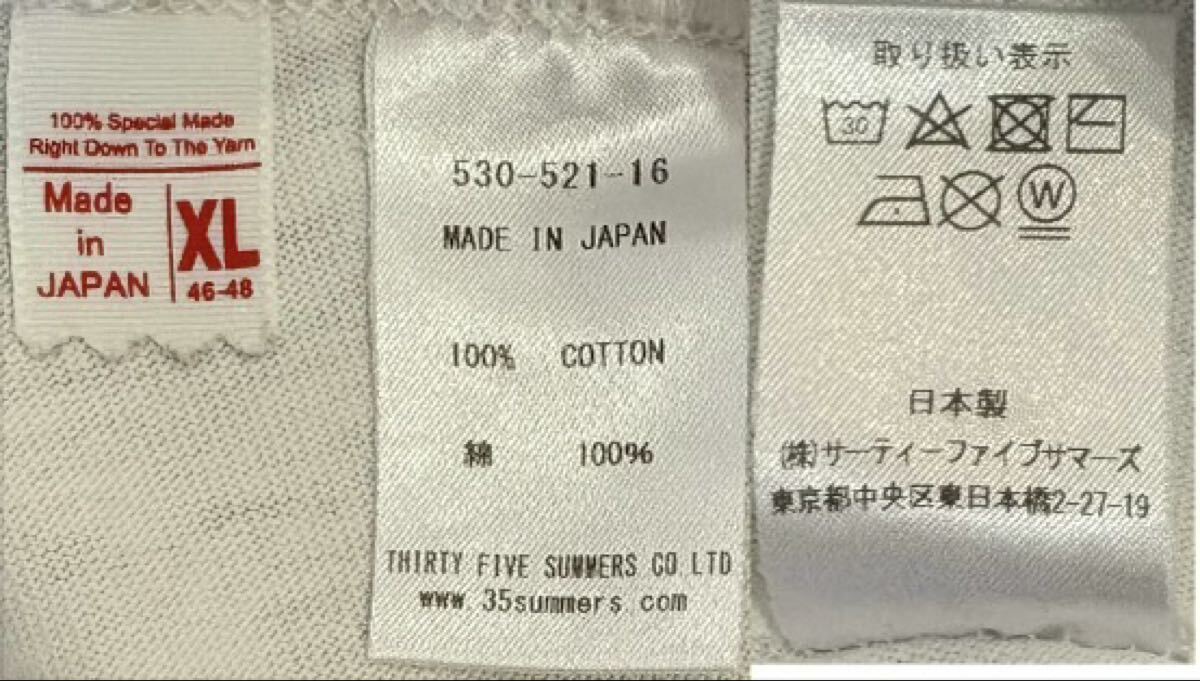 100% Special Made
Right Down To The Yarn
Made
in
JAPAN
XL
46-48
530-521-16
MADE IN JAPAN
100% COTTON
綿 100%
THIRTY FIVE SUMMERS CO LTD
www.35summers.com
取り扱い表示
30
W
日本製
(株)サーティーファイブサマーズ
東京都中央区東日本橋2-27-19